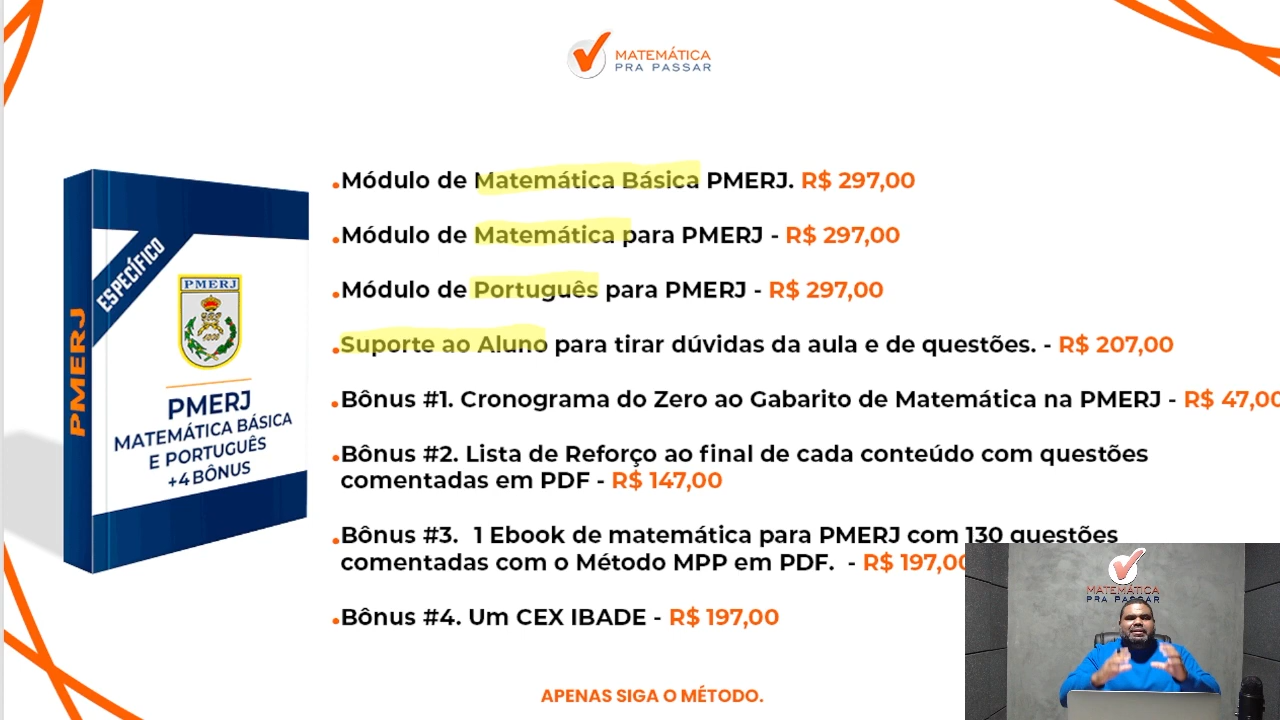 MATEMÁTICA
PRA PASSAR
.Módulo de Matemática Básica PMERJ. R$ 297,00
.Módulo de Matemática para PMERJ - R$ 297,00
.Módulo de Português para PMERJ - R$ 297,00
.Suporte ao Aluno para tirar dúvidas da aula e de questões. - R$ 207,00
.Bônus #1. Cronograma do Zero ao Gabarito de Matemática na PMERJ - R$ 47,00
.Bônus #2. Lista de Reforço ao final de cada conteúdo com questões
comentadas em PDF - R$ 147,00
.Bônus #3. 1 Ebook de matemática para PMERJ com 130 questões
comentadas com o Método MPP em PDF. - R$ 197,00
.Bônus #4. Um CEX IBADE - R$ 197,00
PMERJ
ESPECÍFICO
PMERJ
PMERJ
MATEMÁTICA BÁSICA
E PORTUGUÊS
+4 BÔNUS
MATEMÁTICA
PRA PASSAR
APENAS SIGA O MÉTODO.